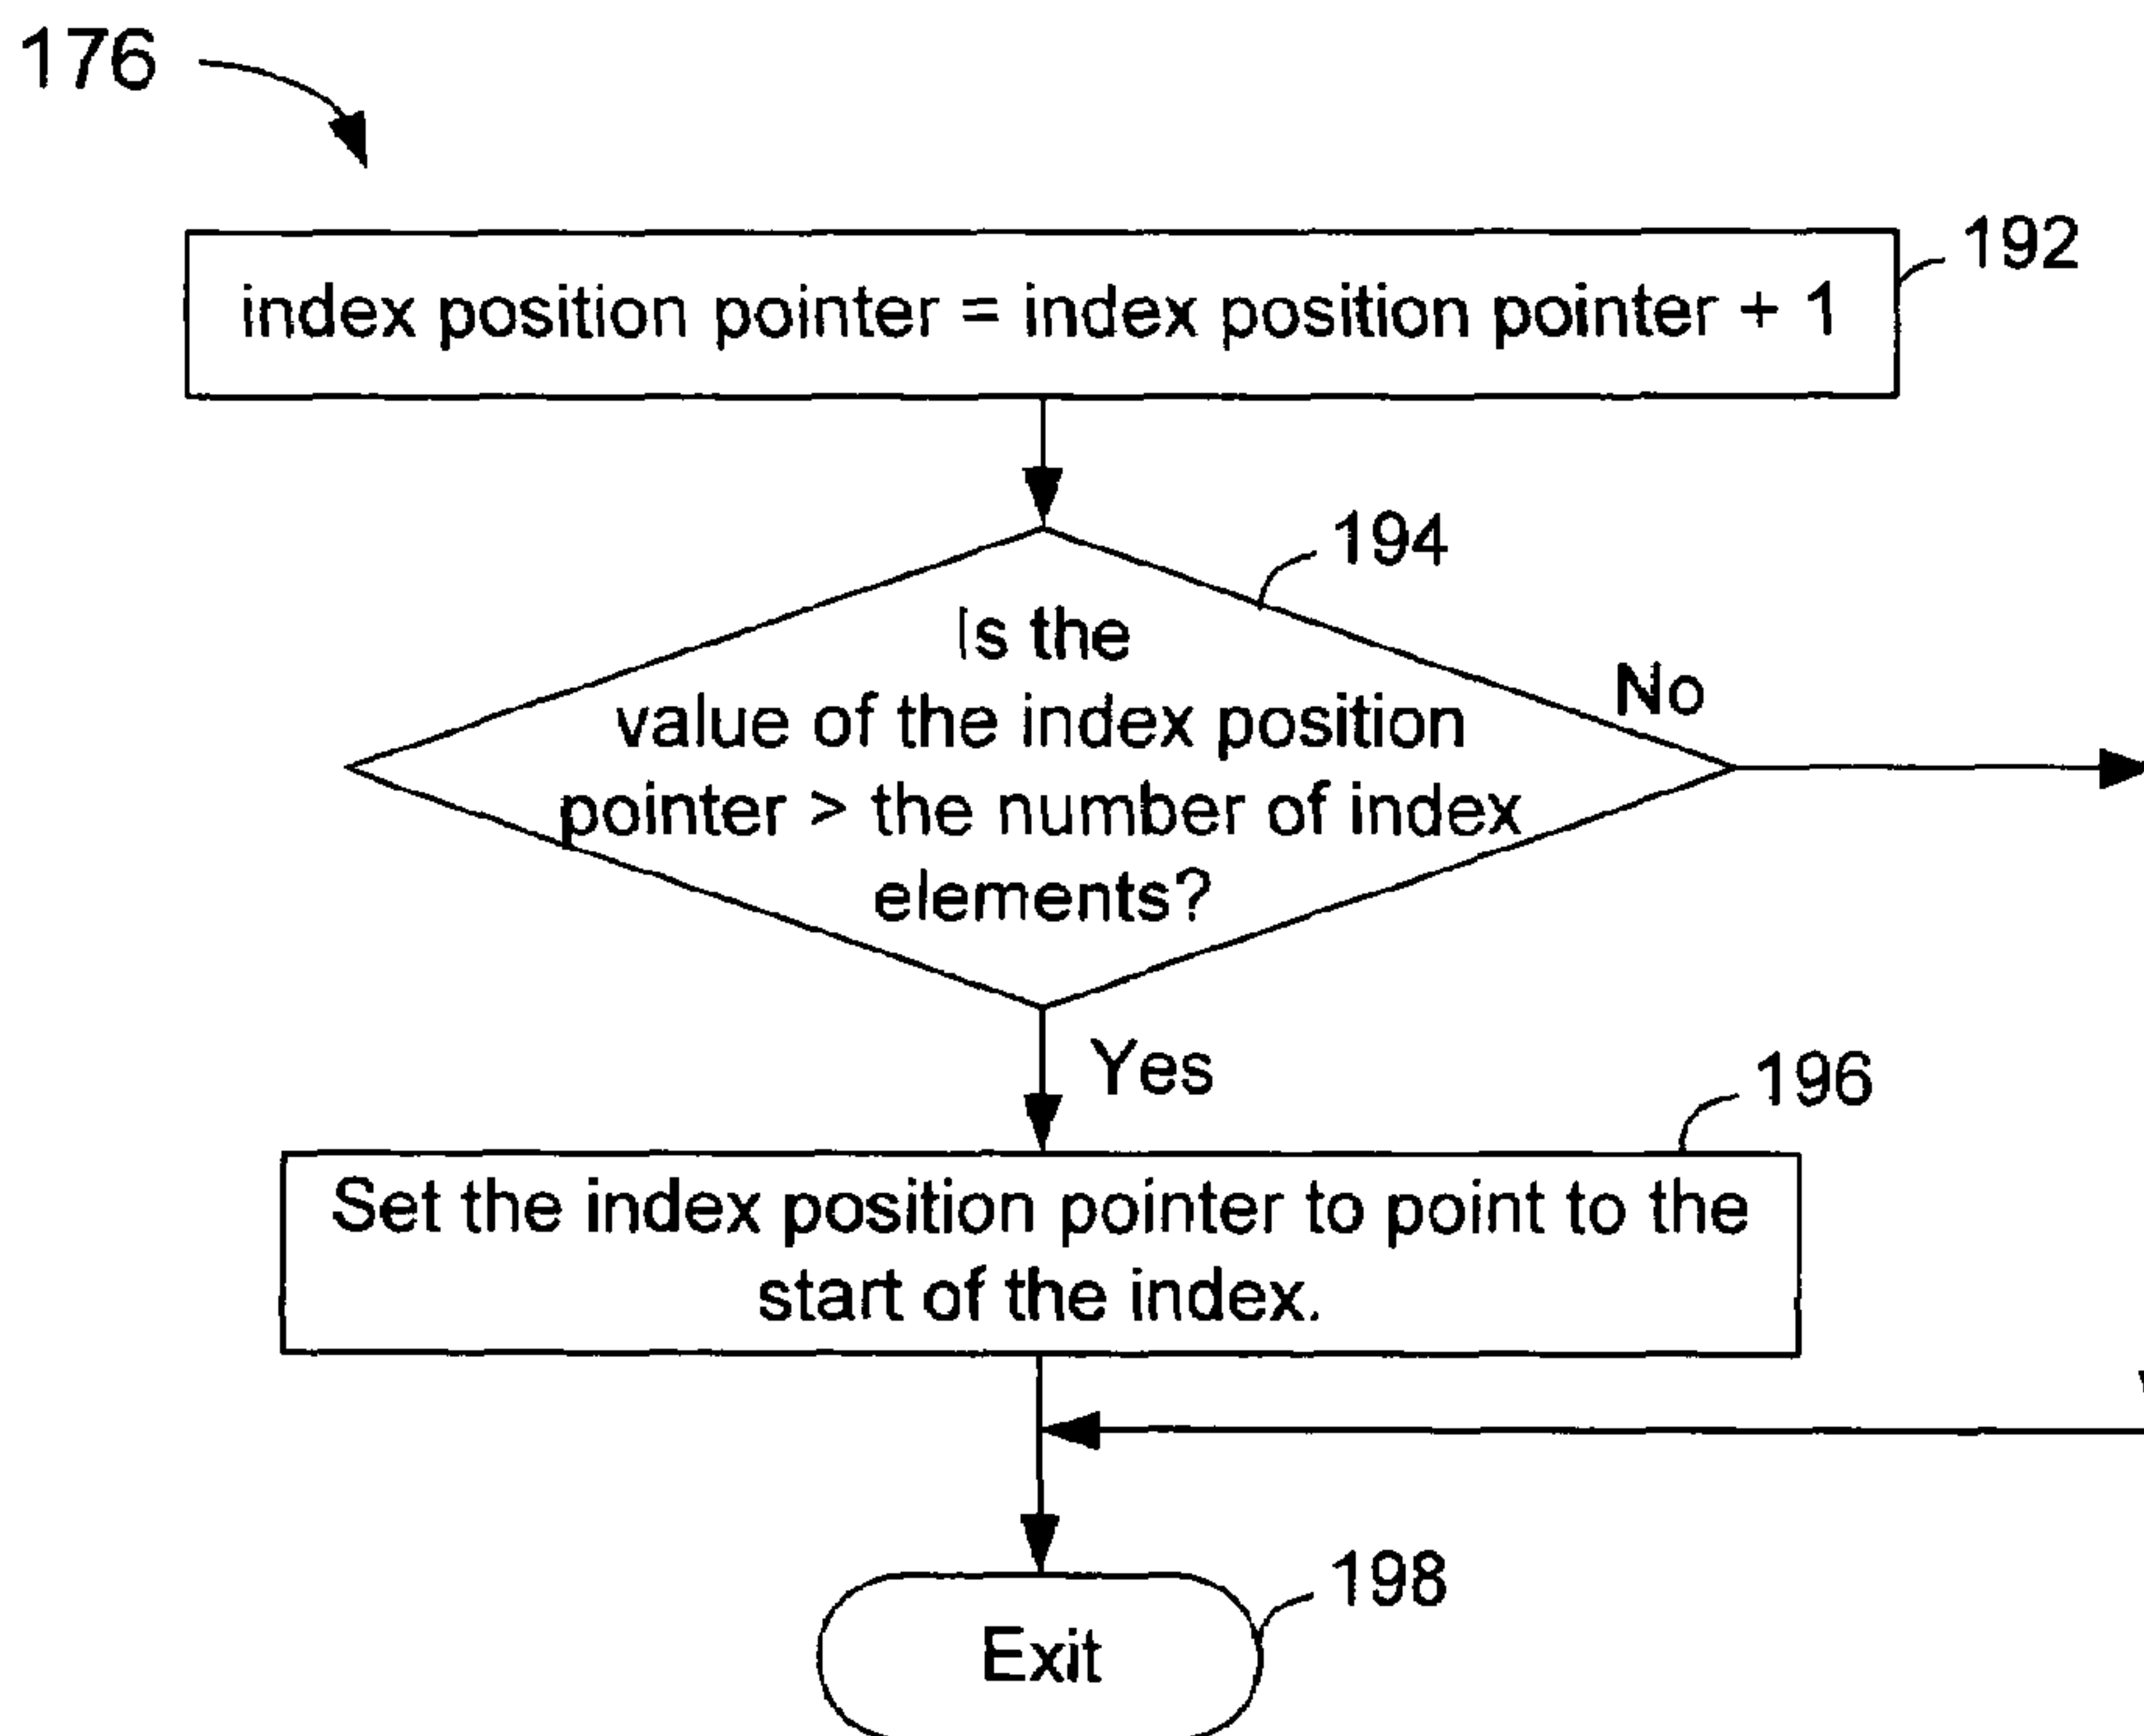 176
192
index position pointer = index position pointer + 1
194
Is the
value of the index position
pointer > the number of index
elements?
No
Yes
196
Set the index position pointer to point to the
start of the index.
198
Exit